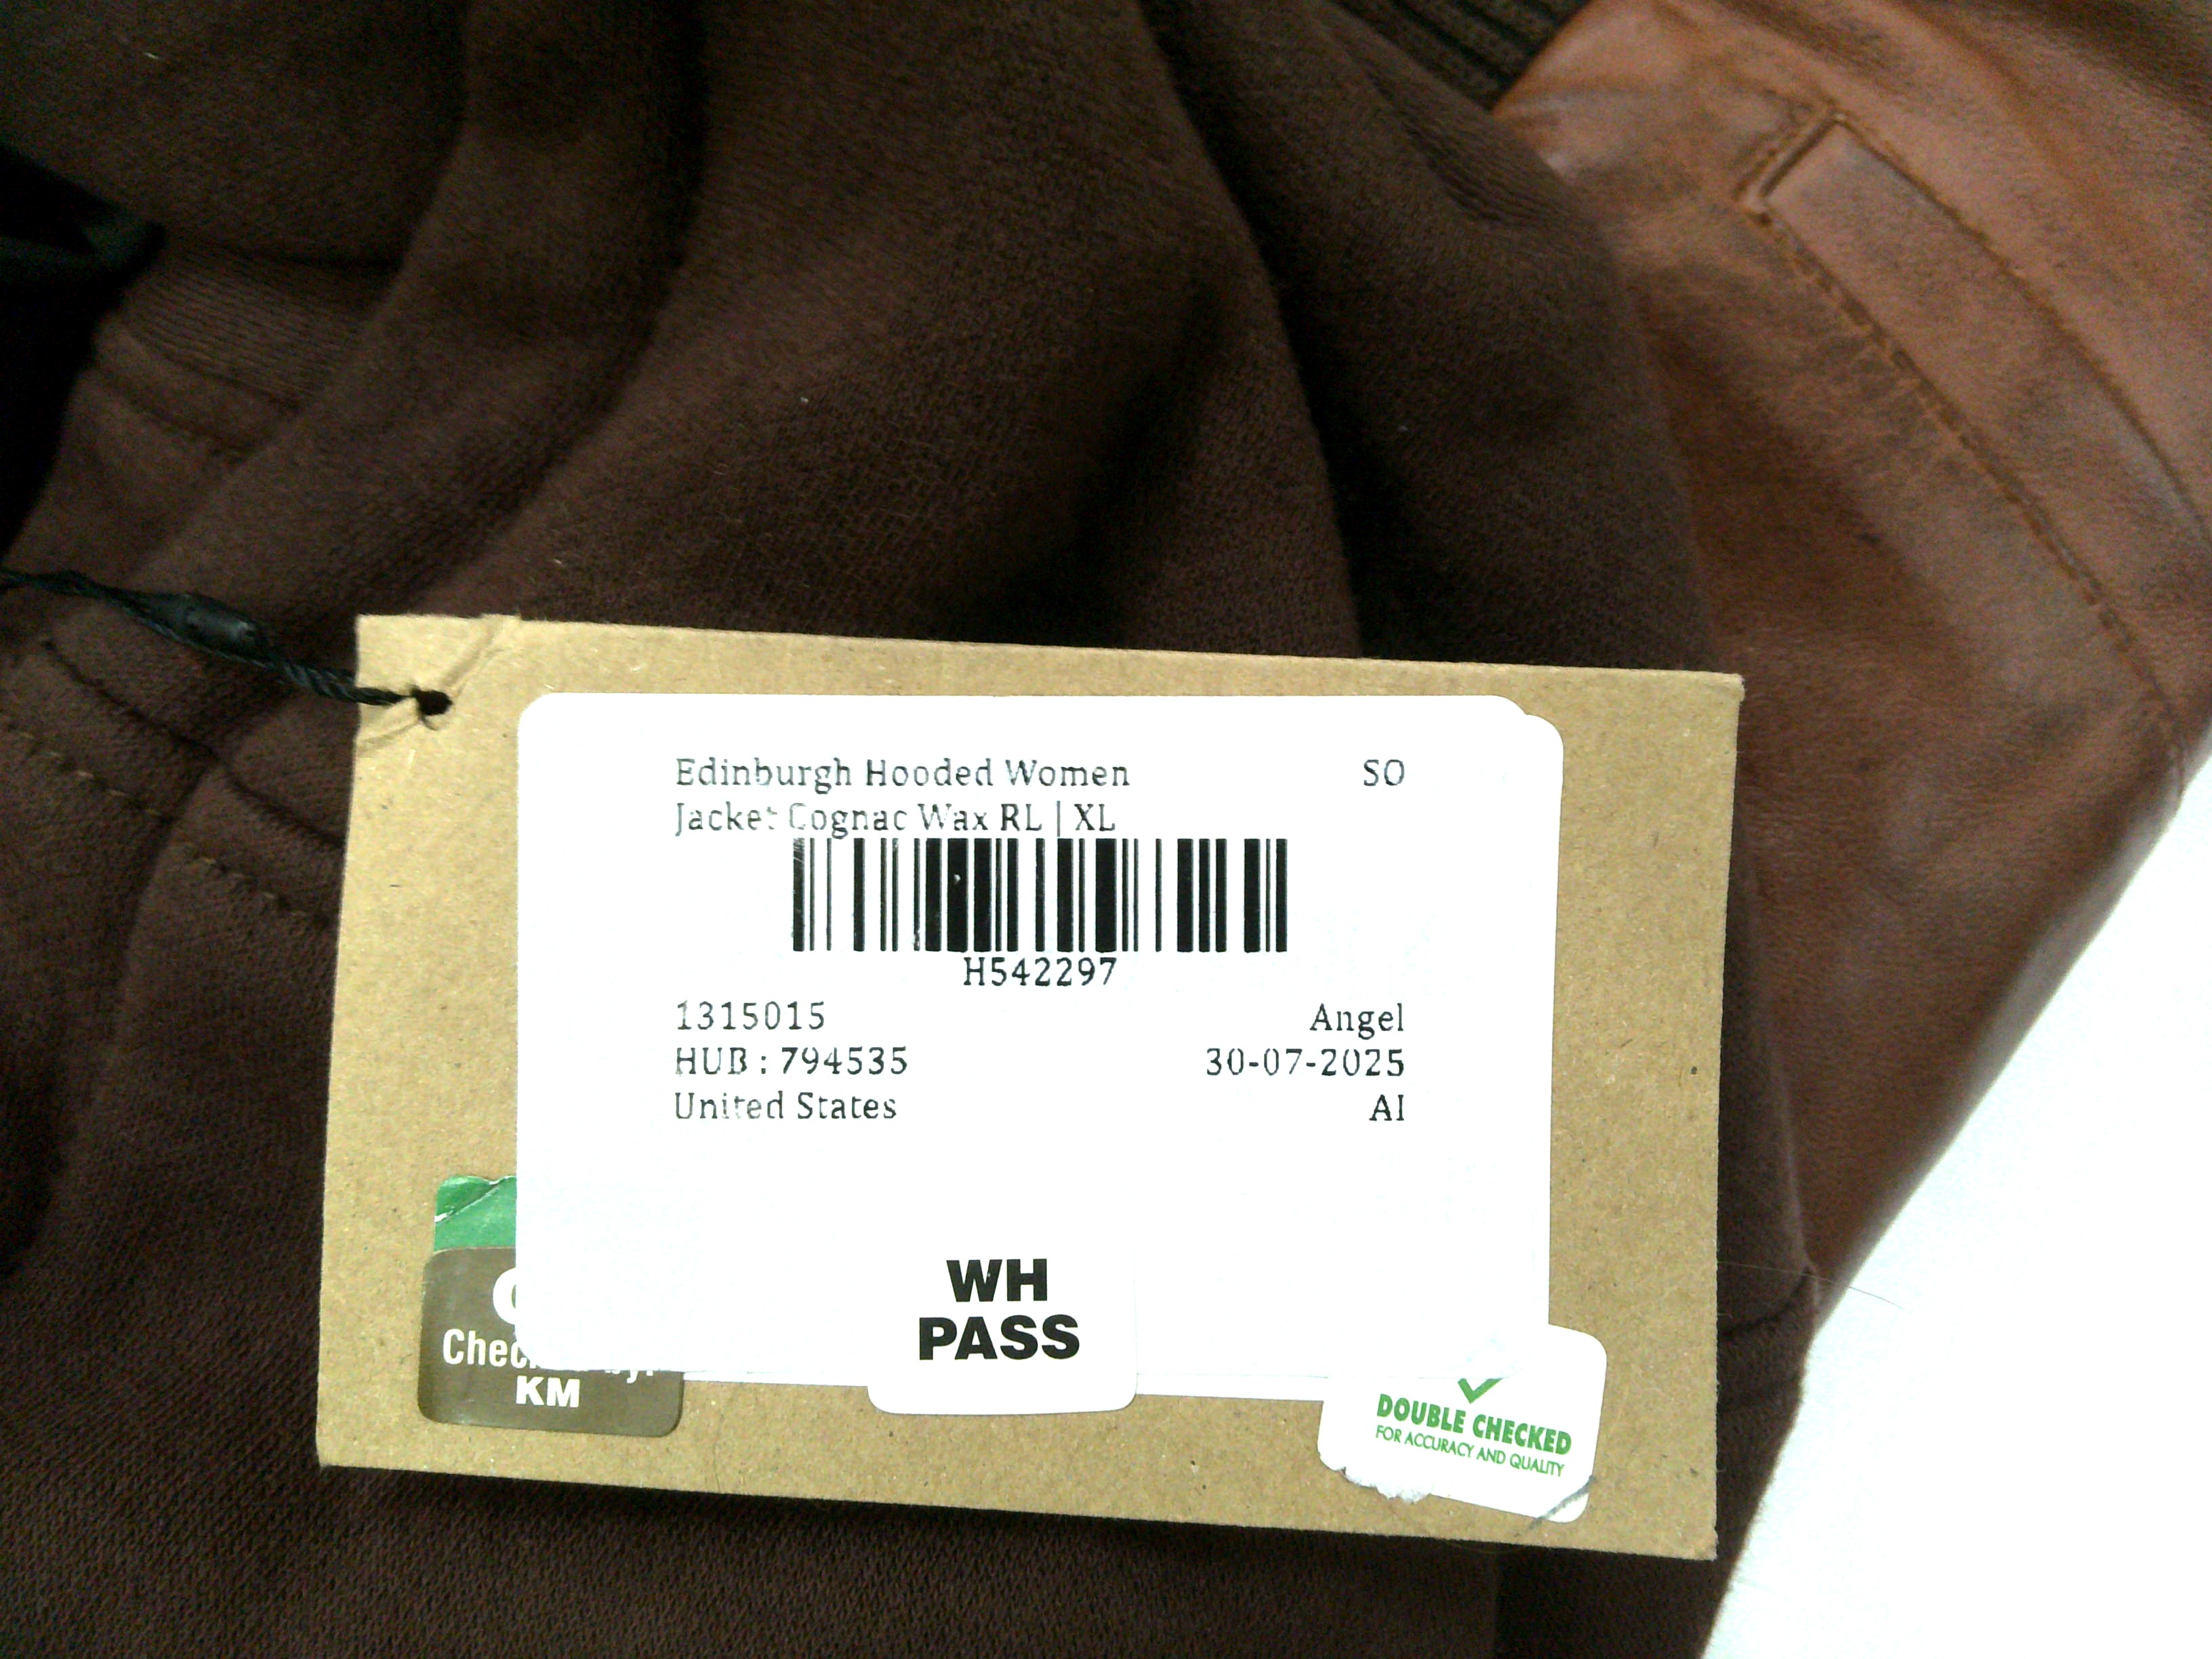 Edinburgh Hooded Women SO
Jacket Cognac Wax RL | XL
H542297
1315015 Angel
HUB : 794535 30-07-2025
United States AI
WH
PASS
KM
DOUBLE CHECKED
FOR ACCURACY AND QUALITY